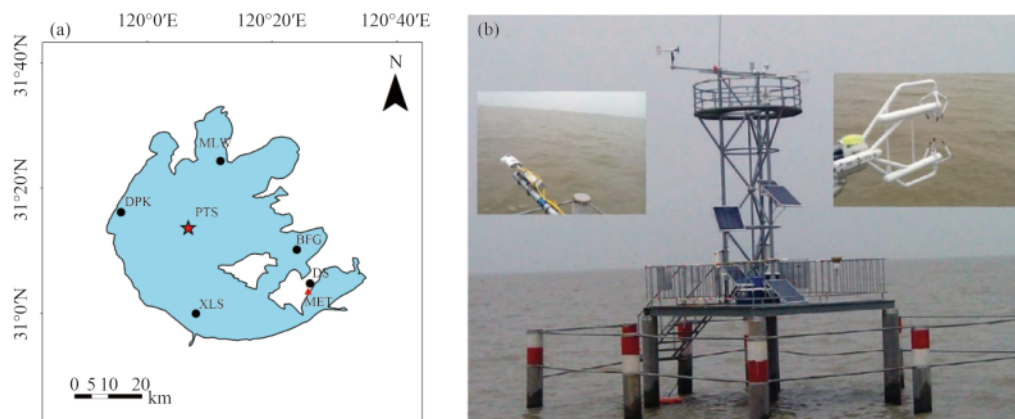 120°0′E 120°20′E 120°40′E
(a)
31°40′N
N
MLW
31°20′N
DPK
PTS
BFG
DS
MET
31°0′N
XLS
0 5 10 20
km
(b)